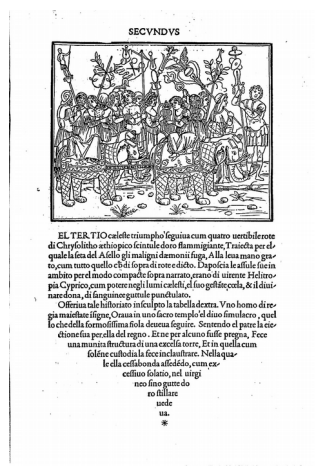 SECVNDVS
EL TERTIO cæleste triumpho seguiua cum quatro uertibile rote
di Chrysolitho æthiopico scintule doro flammigiante, Traiecta per el
quale la seta del Asello gli maligni dæmonii fuga, Alla leua mano gra-
to, cum tutto quello ch di sopra di rote e dicto. Daposcia le assule sue in
ambito per el modo compacte sopra narrato, erano di uirente Helitro
pia Cyprico, cum potere negli lumi cælesti, el suo gestáte cœla, & il diui-
nare dona, di sanguinee guttule punctulato.
Offeriua tale historiato insculpto la tabella dextra. Vno homo di re-
gia maiestate isigne, Oraua in uno sacro templo el diuo simulacro, quel
lo che della formosissima fiola deueua seguire. Sentendo el patre la eie
ctione sua per ella del regno. Et ne per alcuno fusse pregna, Fece
una munita structura di una excelsa torre, Et in quella cum
solẽne custodia la fece inclaustrare. Nella qua-
le ella cessabonda assedédo, cum ex-
cessiuo solatio, nel uirgi
neo sino gutte do
ro stillare
uede
ua.
*